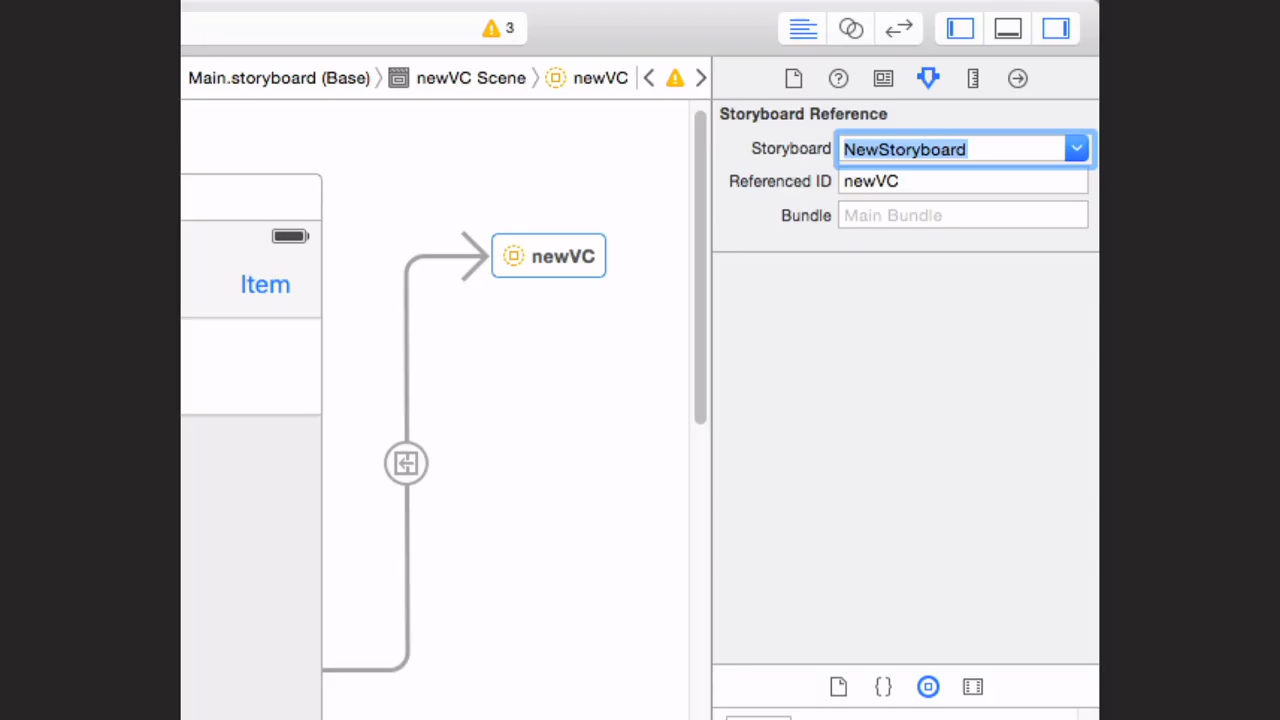 3
Main.storyboard (Base) newVC Scene newVC
Storyboard Reference
Storyboard NewStoryboard
Referenced ID newVC
Bundle Main Bundle
newVC
Item